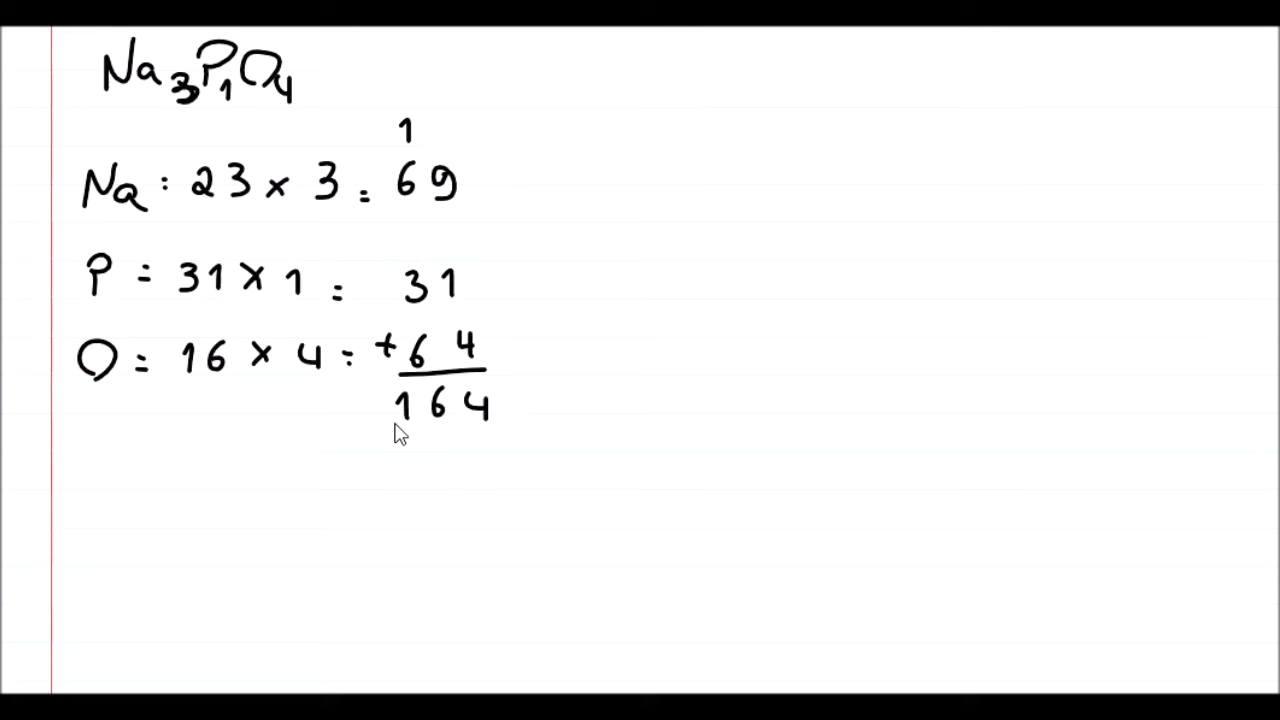 Na3P1O4
1
Na: 23 × 3 = 69
P = 31 × 1 = 31
O = 16 × 4 = +64
164